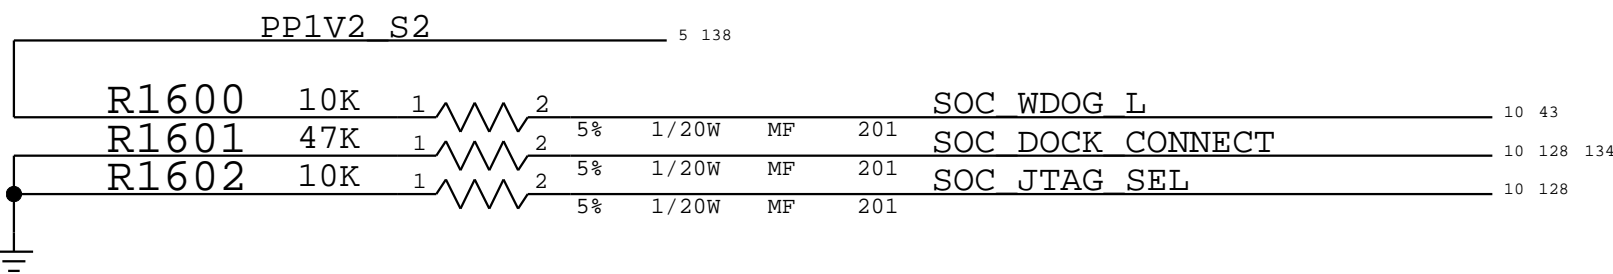 PP1V2_S2 5 138
R1600 10K 1 2 SOC_WDOG_L 10 43
5% 1/20W MF 201
R1601 47K 1 2 SOC_DOCK_CONNECT 10 128 134
5% 1/20W MF 201
R1602 10K 1 2 SOC_JTAG_SEL 10 128
5% 1/20W MF 201